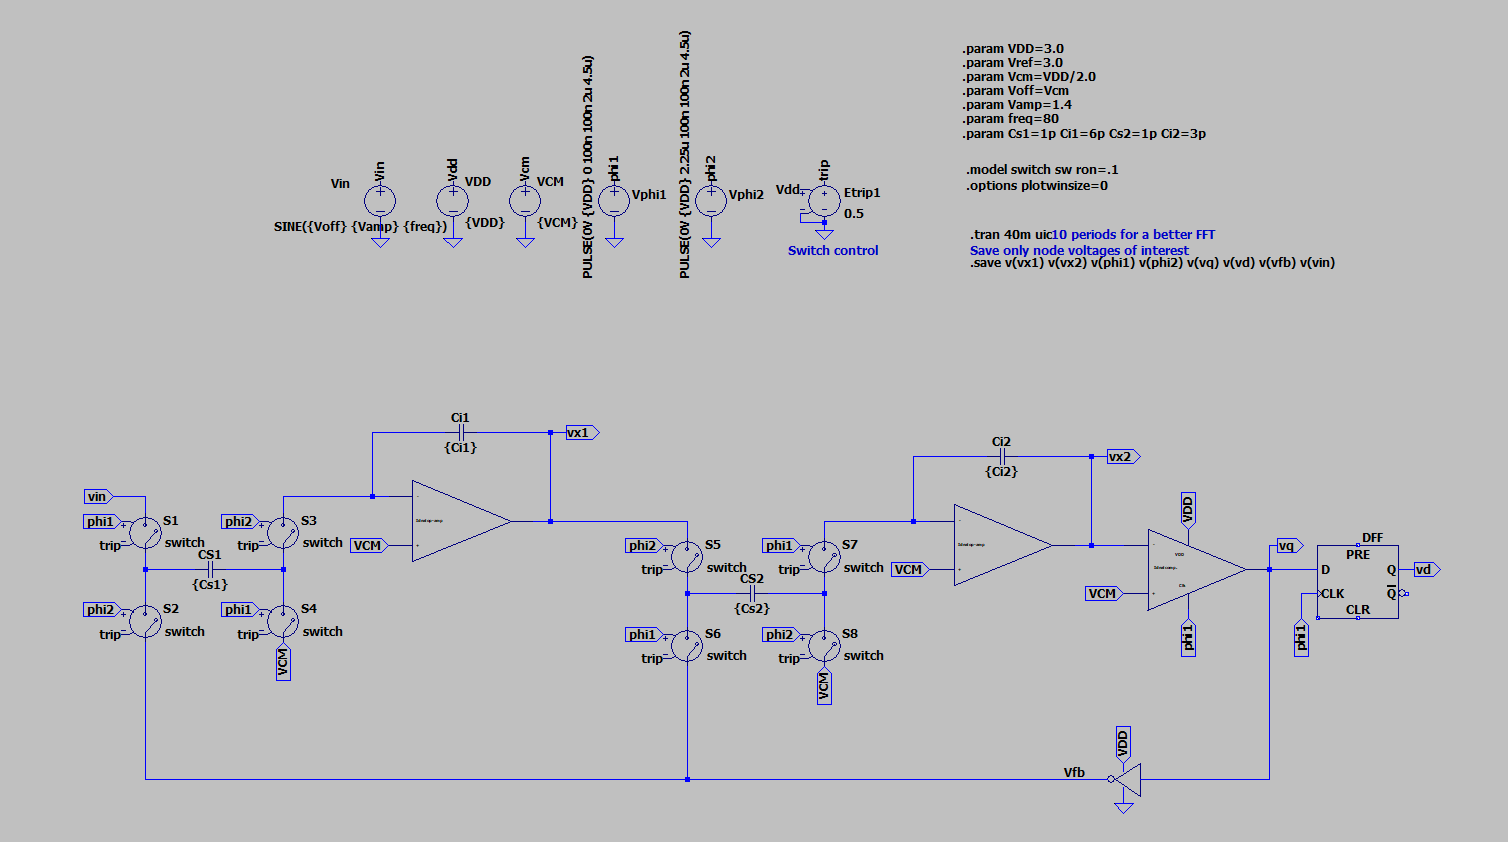 .param VDD=3.0
.param Vref=3.0
.param Vcm=VDD/2.0
.param Voff=Vcm
.param Vamp=1.4
.param freq=80
.param Cs1=1p Ci1=6p Cs2=1p Ci2=3p
.model switch sw ron=.1
.options plotwinsize=0
.tran 40m uic10 periods for a better FFT
Save only node voltages of interest
.save v(vx1) v(vx2) v(phi1) v(phi2) v(vq) v(vd) v(vfb) v(vin)
Vin
Vin
SINE({Voff} {Vamp} {freq})
Vdd
VDD
{VDD}
Vcm
VCM
{VCM}
PULSE(0V {VDD} 0 100n 100n 2u 4.5u)
phi1
Vphi1
PULSE(0V {VDD} 2.25u 100n 100n 2u 4.5u)
phi2
Vphi2
trip
Vdd
Etrip1
0.5
Switch control
Ci1
{Ci1}
vx1
vin
phi1
S1
trip
switch
phi2
S3
trip
switch
CS1
{Cs1}
phi2
S2
trip
switch
phi1
S4
trip
switch
VCM
VCM
Ci2
{Ci2}
vx2
phi2
S5
trip
switch
phi1
S7
trip
switch
CS2
{Cs2}
phi1
S6
trip
switch
phi2
S8
trip
switch
VCM
VCM
VDD
VDD
VCM
Clk
phi1
vq
DFF
PRE
D
Q
vd
CLK
Q
CLR
phi1
VDD
Vfb